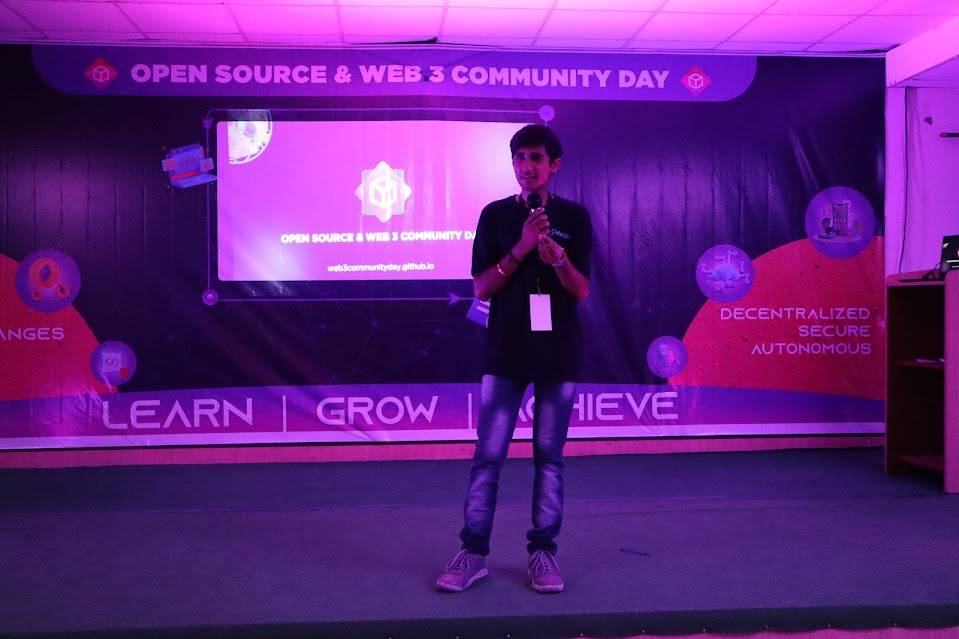 OPEN SOURCE & WEB 3 COMMUNITY DAY
OPEN SOURCE & WEB 3 COMMUNITY
web3communityday.github.io
ANGES
DECENTRALIZED
SECURE
AUTONOMOUS
LEARN | GROW | ACHIEVE